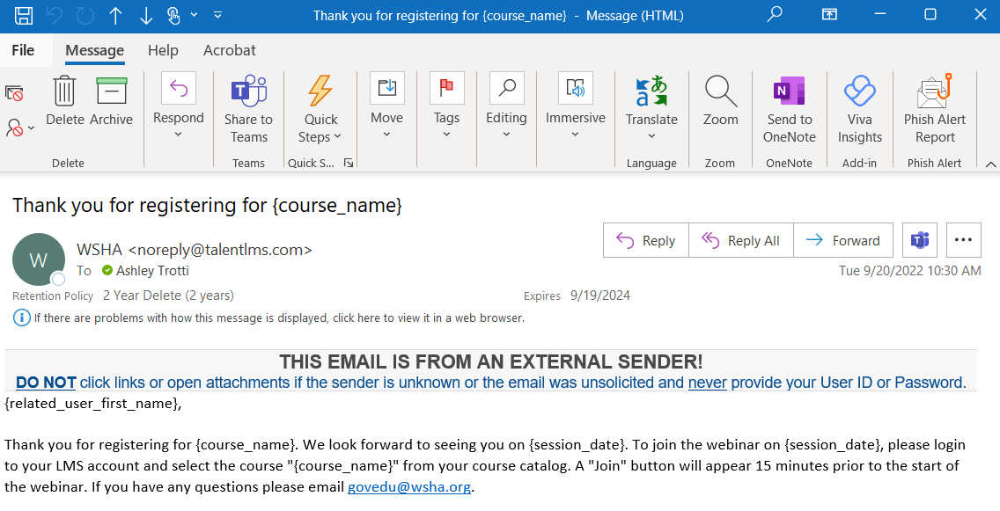 Thank you for registering for {course_name} - Message (HTML)
File Message Help Acrobat
Delete Archive Respond Share to Teams Quick Steps Move Tags Editing Immersive Translate Zoom Send to OneNote Viva Insights Phish Alert Report
Delete Teams Quick S... Language Zoom OneNote Add-in Phish Alert
Thank you for registering for {course_name}
W
WSHA <noreply@talentlms.com>
To Ashley Trotti
Reply Reply All Forward
Tue 9/20/2022 10:30 AM
Retention Policy 2 Year Delete (2 years) Expires 9/19/2024
If there are problems with how this message is displayed, click here to view it in a web browser.
THIS EMAIL IS FROM AN EXTERNAL SENDER!
DO NOT click links or open attachments if the sender is unknown or the email was unsolicited and never provide your User ID or Password.
{related_user_first_name},
Thank you for registering for {course_name}. We look forward to seeing you on {session_date}. To join the webinar on {session_date}, please login
to your LMS account and select the course "{course_name}" from your course catalog. A "Join" button will appear 15 minutes prior to the start of
the webinar. If you have any questions please email govedu@wsha.org.